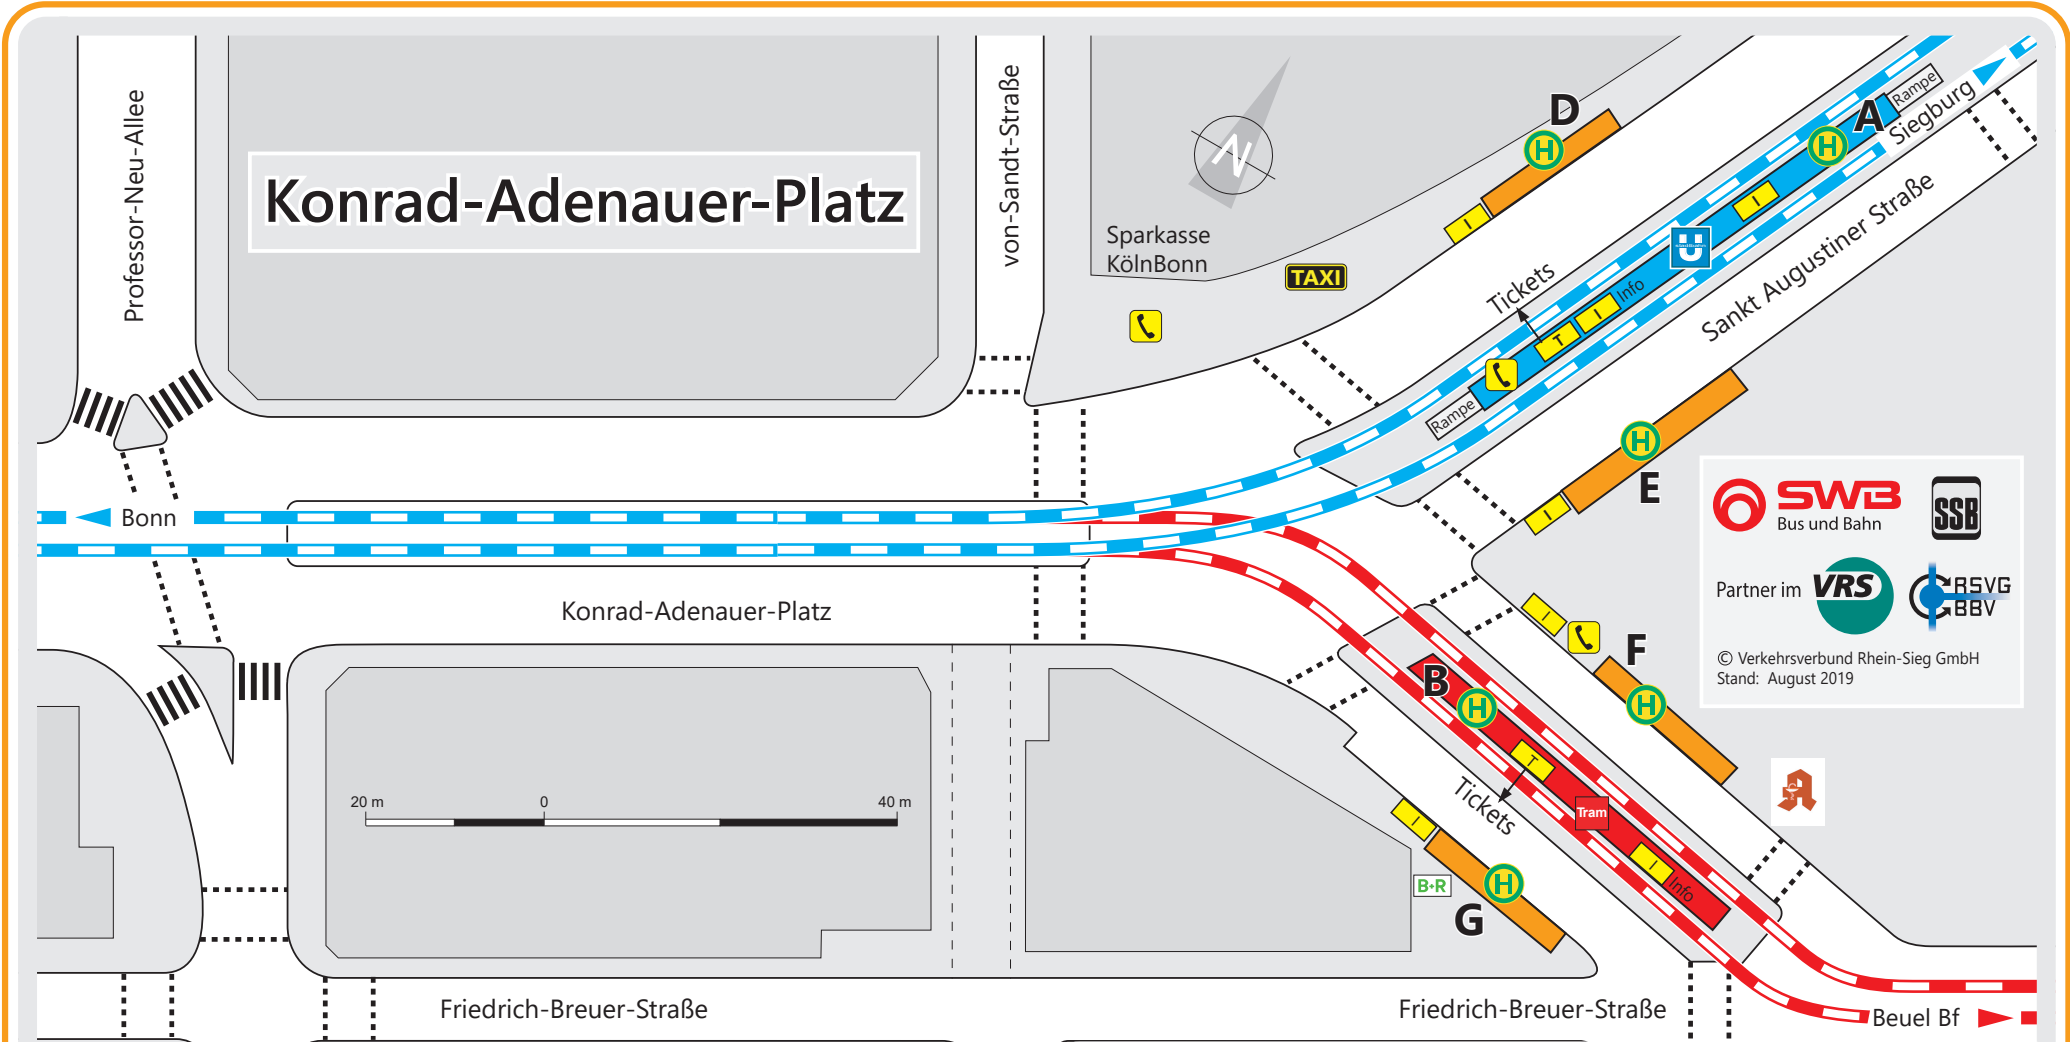 Konrad-Adenauer-Platz
Professor-Neu-Allee
von-Sandt-Straße
Sparkasse
KölnBonn
N
TAXI
D
H
I
A
H
Rampe
Siegburg
I
U
Tickets
Info
I
T
Rampe
Sankt Augustiner Straße
H
E
I
Bonn
Konrad-Adenauer-Platz
SWB
Bus und Bahn
SSB
Partner im
VRS
RSVG
BBV
© Verkehrsverbund Rhein-Sieg GmbH
Stand: August 2019
I
F
H
B
H
T
Tickets
Tram
I
Info
I
B+R
H
G
A
20 m
0
40 m
Friedrich-Breuer-Straße
Friedrich-Breuer-Straße
Beuel Bf